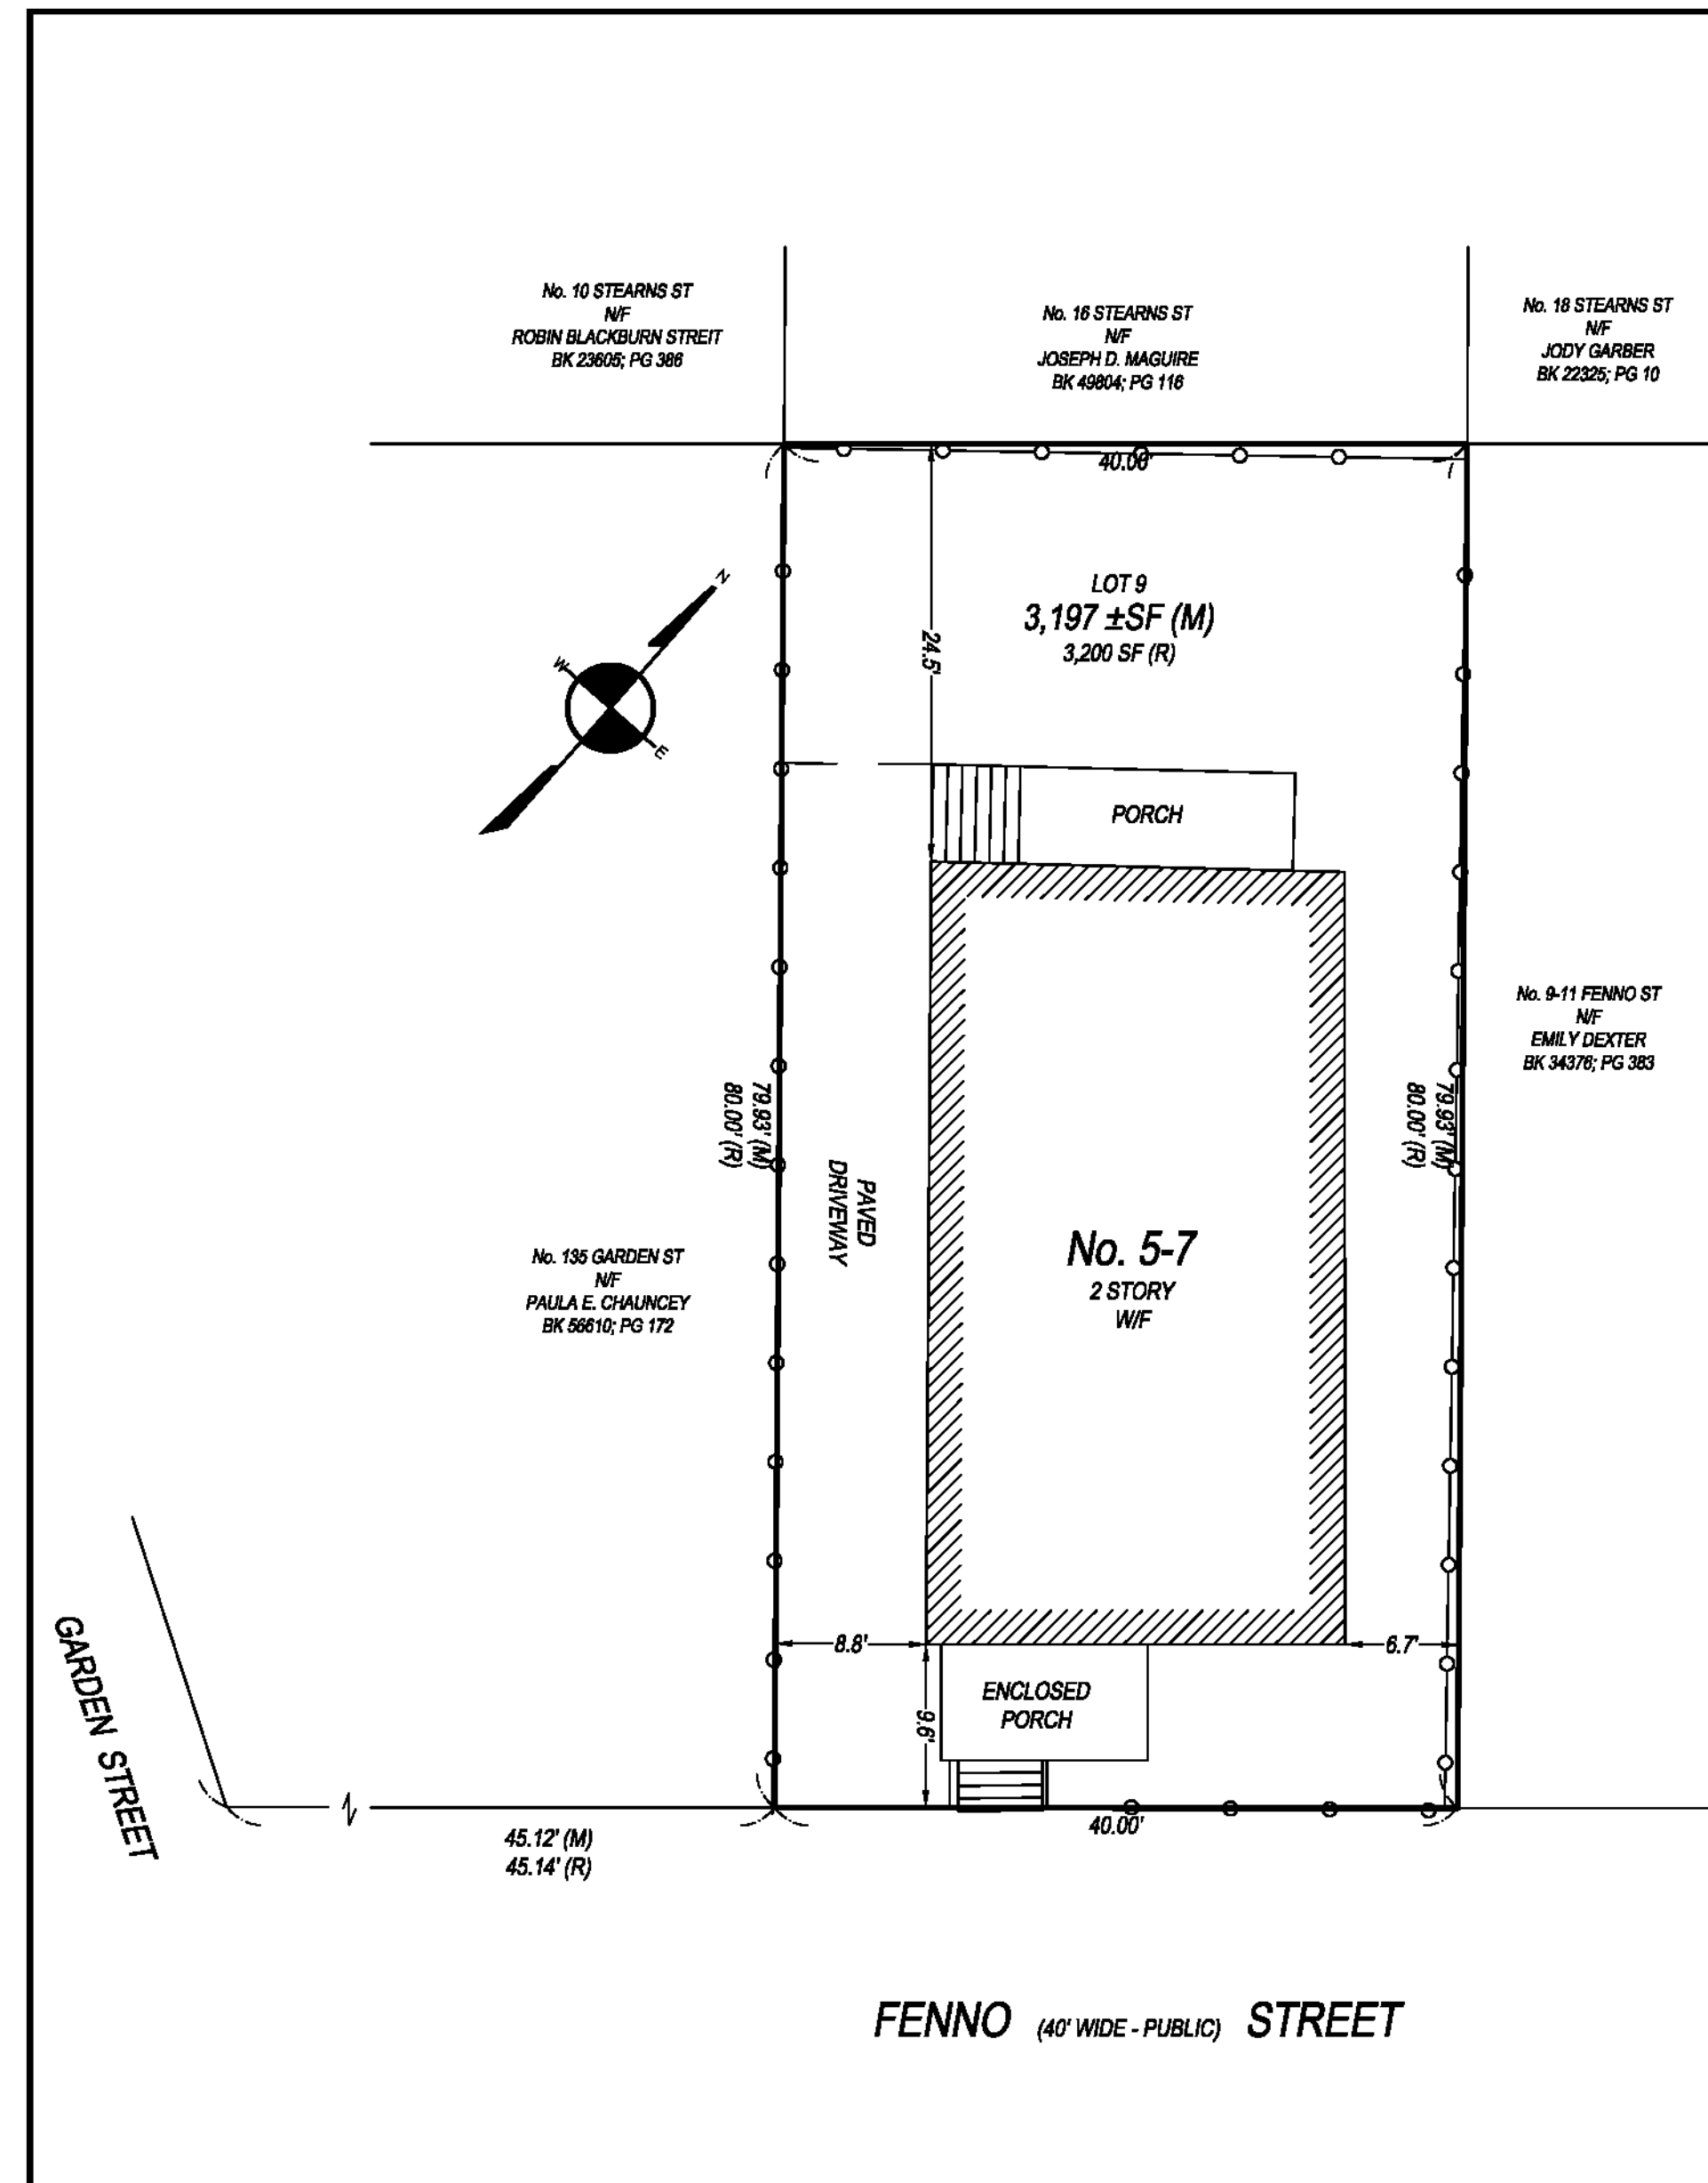 No. 10 STEARNS ST
N/F
ROBIN BLACKBURN STREIT
BK 23605; PG 386
No. 16 STEARNS ST
N/F
JOSEPH D. MAGUIRE
BK 49804; PG 116
No. 18 STEARNS ST
N/F
JODY GARBER
BK 22325; PG 10
40.00'
LOT 9
3,197 ±SF (M)
3,200 SF (R)
24.5'
N
W
E
PORCH
No. 9-11 FENNO ST
N/F
EMILY DEXTER
BK 34376; PG 383
79.93' (M)
80.00' (R)
79.93' (M)
80.00' (R)
PAVED
DRIVEWAY
No. 5-7
2 STORY
W/F
No. 135 GARDEN ST
N/F
PAULA E. CHAUNCEY
BK 56610; PG 172
8.8'
6.7'
ENCLOSED
PORCH
9.6'
GARDEN STREET
40.00'
45.12' (M)
45.14' (R)
FENNO (40' WIDE - PUBLIC) STREET